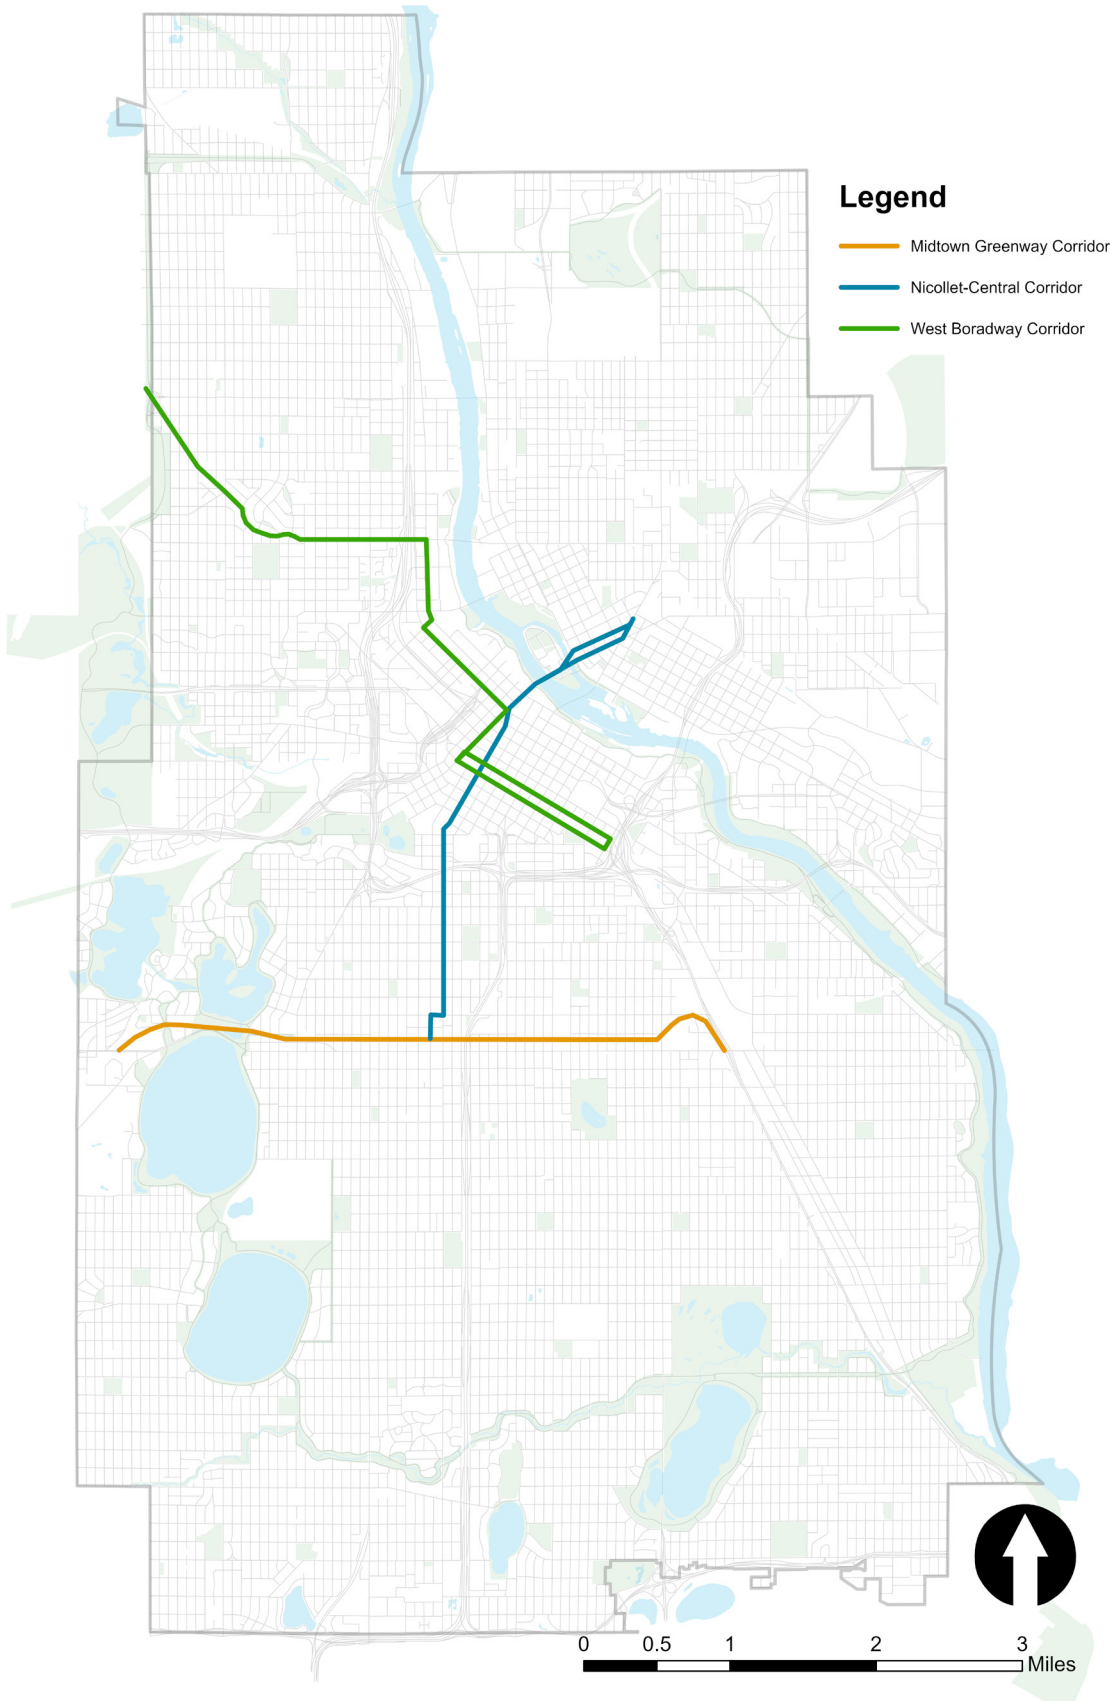 Legend
Midtown Greenway Corridor
Nicollet-Central Corridor
West Boradway Corridor
0 0.5 1 2 3
Miles